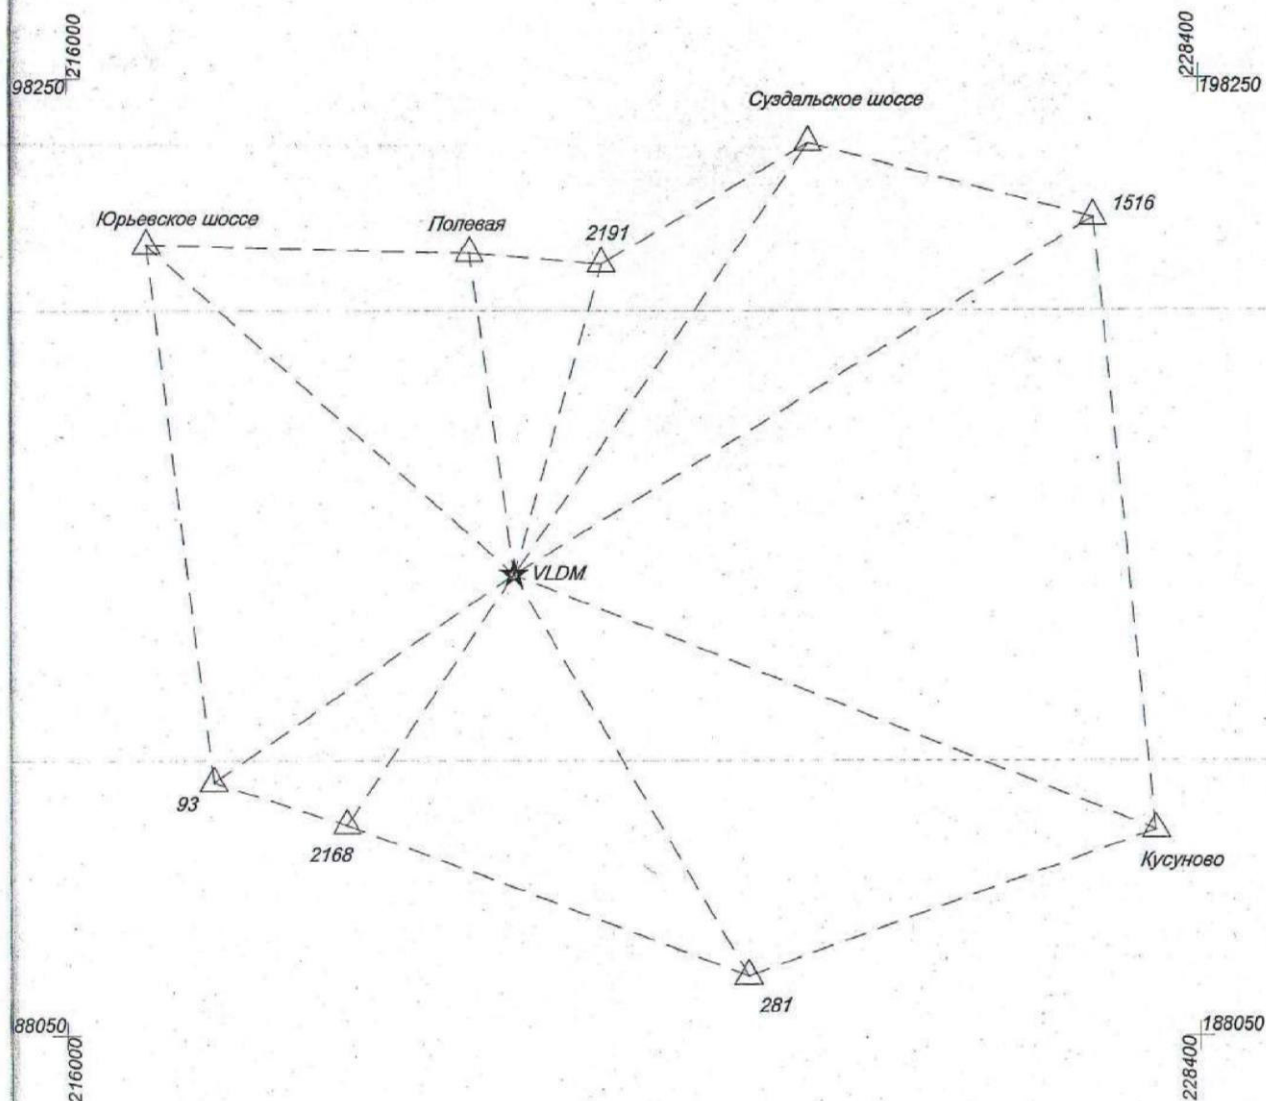 216000
228400
98250
198250
Суздальское шоссе
1516
Юрьевское шоссе
Полевая
2191
VLDM
93
2168
Кусуново
281
88050
188050
216000
228400